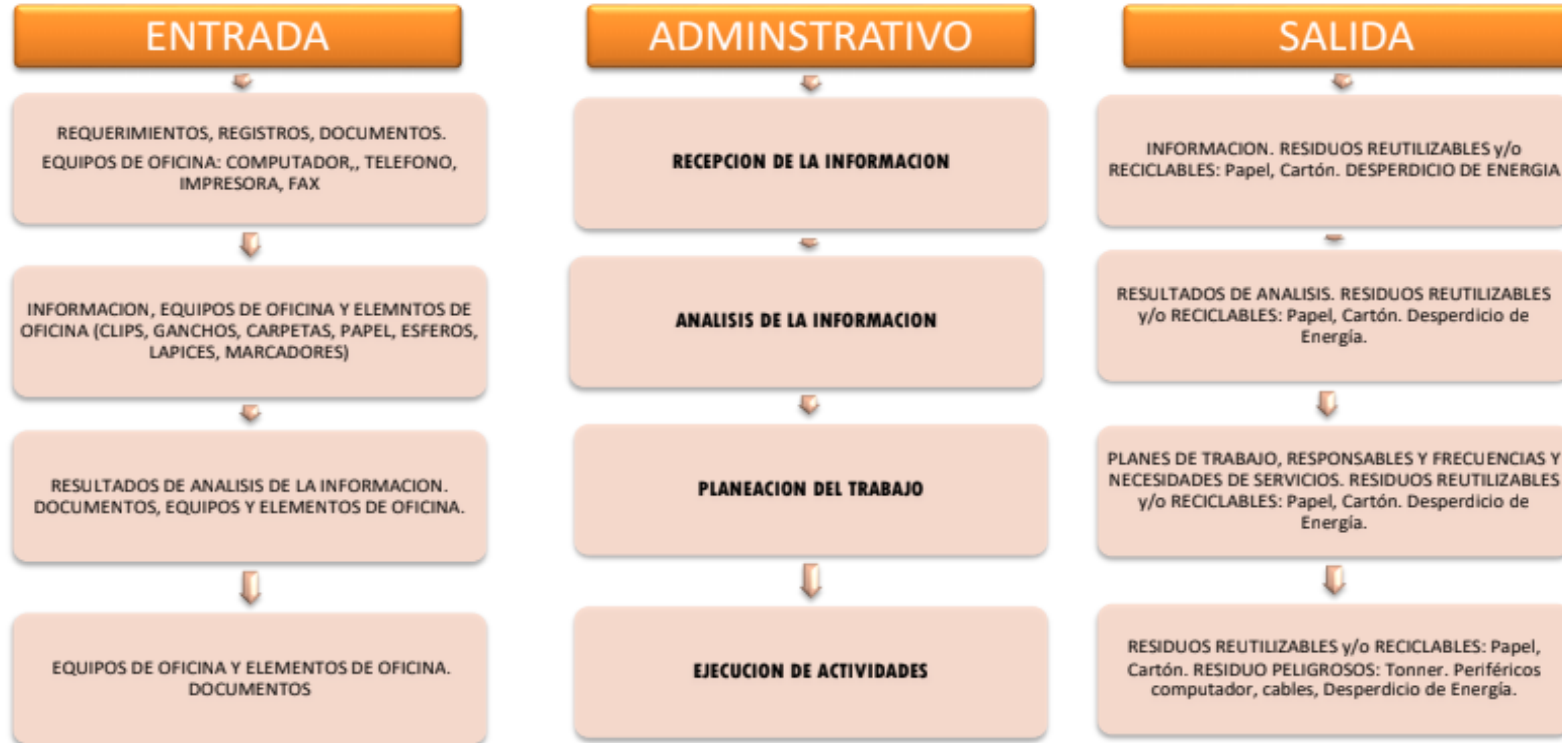 ENTRADA
REQUERIMIENTOS, REGISTROS, DOCUMENTOS.
EQUIPOS DE OFICINA: COMPUTADOR,, TELEFONO,
IMPRESORA, FAX
INFORMACION, EQUIPOS DE OFICINA Y ELEMNTOS DE
OFICINA (CLIPS, GANCHOS, CARPETAS, PAPEL, ESFEROS,
LAPICES, MARCADORES)
RESULTADOS DE ANALISIS DE LA INFORMACION.
DOCUMENTOS, EQUIPOS Y ELEMENTOS DE OFICINA.
EQUIPOS DE OFICINA Y ELEMENTOS DE OFICINA.
DOCUMENTOS
ADMINSTRATIVO
RECEPCION DE LA INFORMACION
ANALISIS DE LA INFORMACION
PLANEACION DEL TRABAJO
EJECUCION DE ACTIVIDADES
SALIDA
INFORMACION. RESIDUOS REUTILIZABLES y/o
RECICLABLES: Papel, Cartón. DESPERDICIO DE ENERGIA
RESULTADOS DE ANALISIS. RESIDUOS REUTILIZABLES
y/o RECICLABLES: Papel, Cartón. Desperdicio de
Energía.
PLANES DE TRABAJO, RESPONSABLES Y FRECUENCIAS Y
NECESIDADES DE SERVICIOS. RESIDUOS REUTILIZABLES
y/o RECICLABLES: Papel, Cartón. Desperdicio de
Energía.
RESIDUOS REUTILIZABLES y/o RECICLABLES: Papel,
Cartón. RESIDUO PELIGROSOS: Tonner. Periféricos
computador, cables, Desperdicio de Energía.